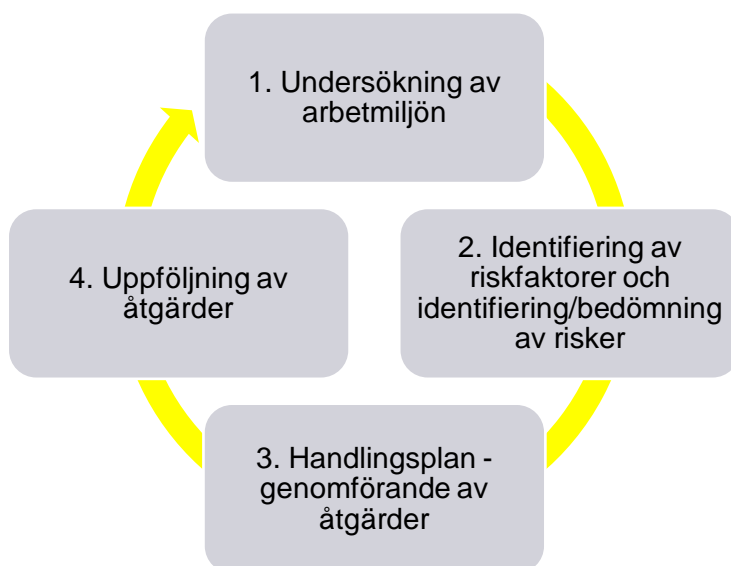 1. Undersökning av
arbetmiljön
2. Identifiering av
riskfaktorer och
identifiering/bedömning
av risker
3. Handlingsplan -
genomförande av
åtgärder
4. Uppföljning av
åtgärder